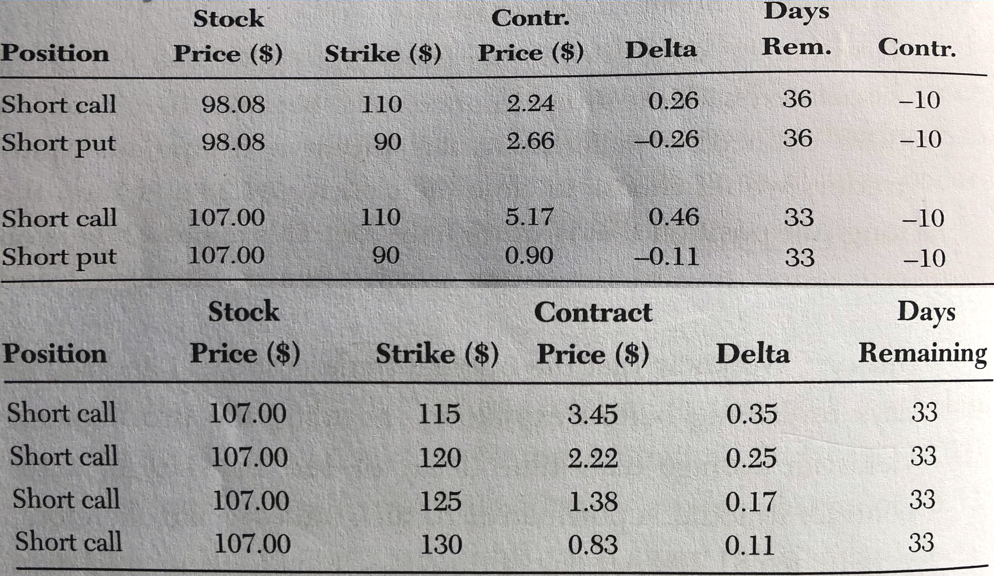 Stock Contr. Days
Position Price ($) Strike ($) Price ($) Delta Rem. Contr.
Short call 98.08 110 2.24 0.26 36 –10
Short put 98.08 90 2.66 –0.26 36 –10
Short call 107.00 110 5.17 0.46 33 –10
Short put 107.00 90 0.90 –0.11 33 –10
Stock Contract Days
Position Price ($) Strike ($) Price ($) Delta Remaining
Short call 107.00 115 3.45 0.35 33
Short call 107.00 120 2.22 0.25 33
Short call 107.00 125 1.38 0.17 33
Short call 107.00 130 0.83 0.11 33